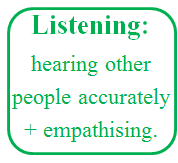 Listening:
hearing other
people accurately
+ empathising.